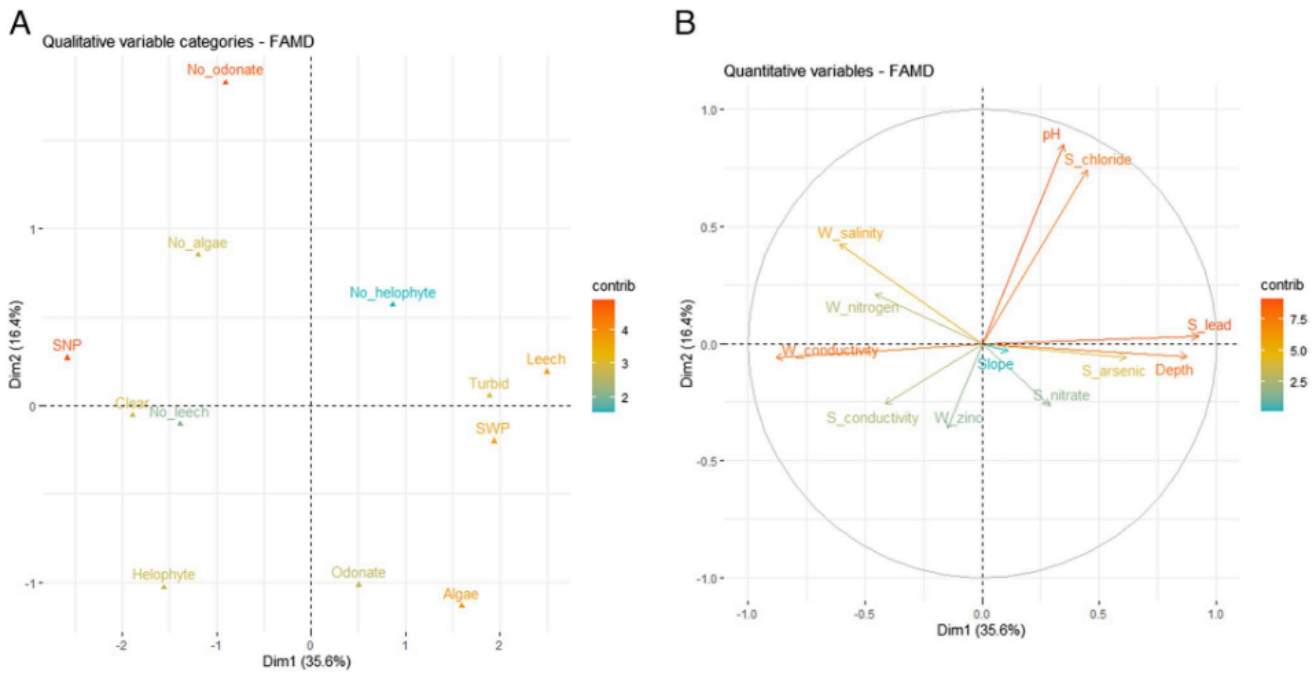 A
Qualitative variable categories - FAMD
No_odonate
No_algae
No_helophyte
SNP
Leech
Turbid
Clear
No_leech
SWP
Helophyte
Odonate
Algae
1
0
-1
-2
-1
0
1
2
Dim2 (16.4%)
Dim1 (35.6%)
contrib
4
3
2
B
Quantitative variables - FAMD
pH
S_chloride
W_salinity
W_nitrogen
S_lead
W_conductivity
Slope
S_arsenic
Depth
S_nitrate
S_conductivity
W_zinc
1.0
0.5
0.0
-0.5
-1.0
-1.0
-0.5
0.0
0.5
1.0
Dim2 (16.4%)
Dim1 (35.6%)
contrib
7.5
5.0
2.5